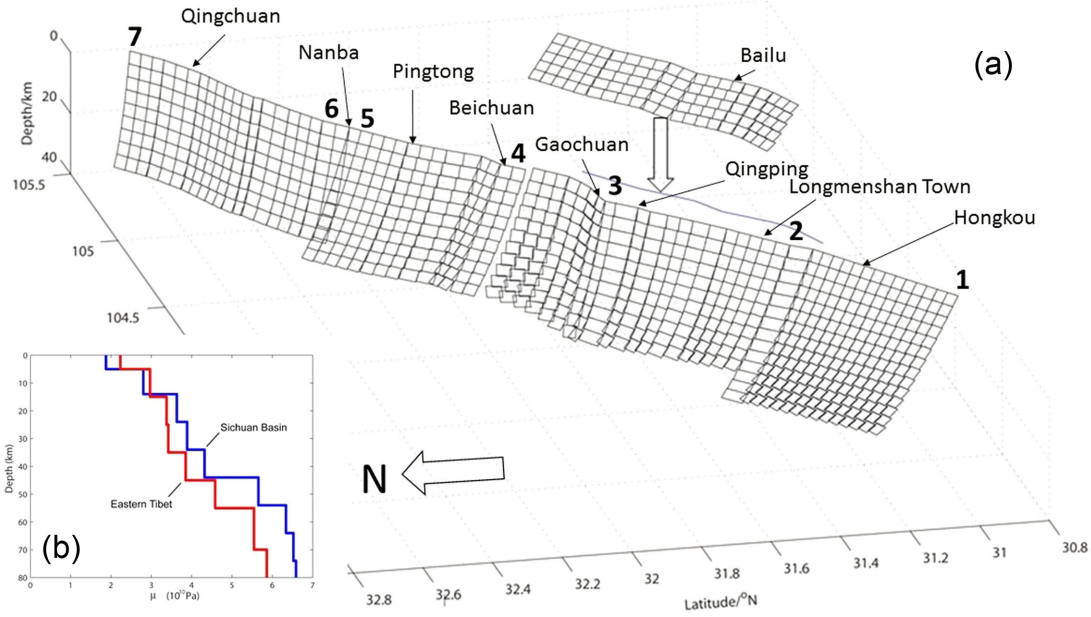 Qingchuan
7
0
Nanba
Bailu
(a)
Pingtong
20
Depth/km
6
5
Beichuan
Gaochuan
4
40
3
Qingping
105.5
Longmenshan Town
Hongkou
2
105
1
104.5
0
10
20
30
40
50
60
70
80
Depth (km)
Sichuan Basin
Eastern Tibet
(b)
0 1 2 3 4 5 6 7
μ (10¹⁰Pa)
N
32.8
32.6
32.4
32.2
32
31.8
31.6
31.4
31.2
31
30.8
Latitude/°N